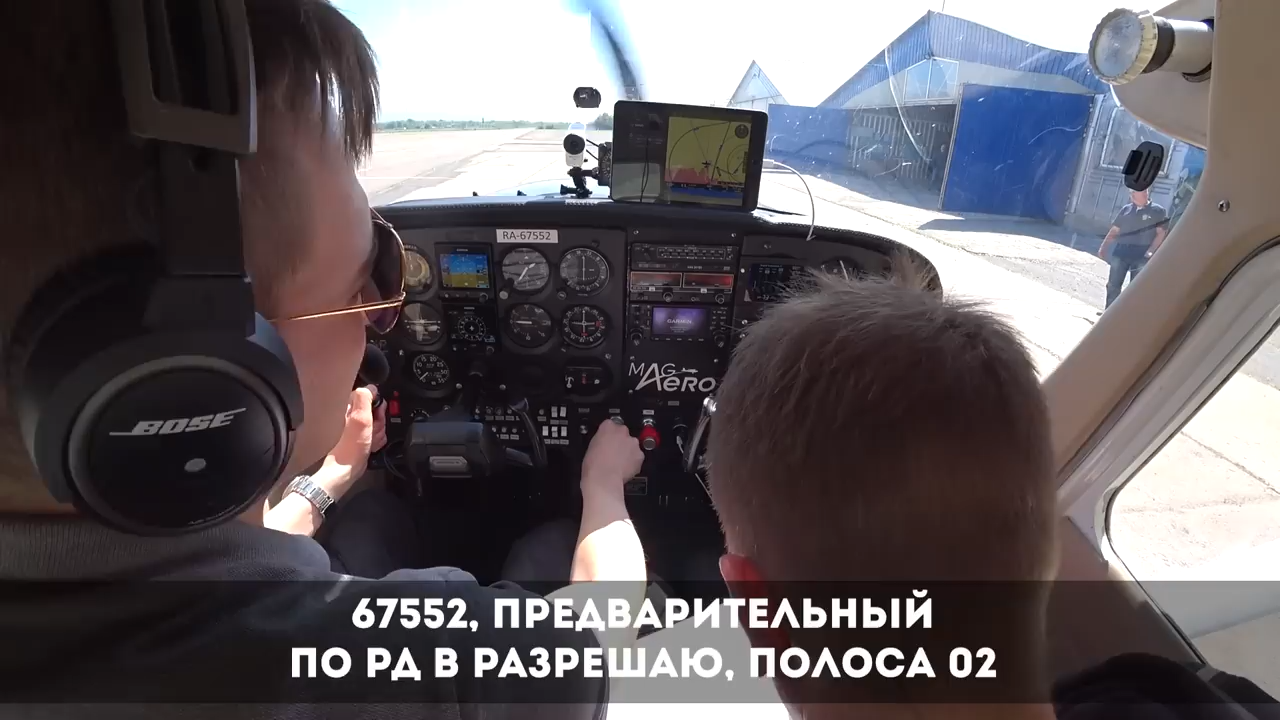 RA-67552
GARMIN
MAG
AERO
BOSE
67552, ПРЕДВАРИТЕЛЬНЫЙ
ПО РД В РАЗРЕШАЮ, ПОЛОСА 02